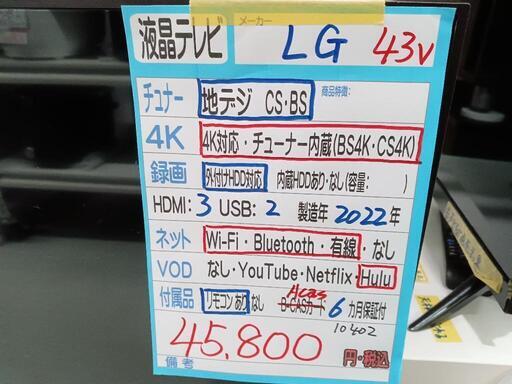 メーカー
液晶テレビ LG 43v
チューナー 地デジ CS・BS 商品特徴:
4K 4K対応・チューナー内蔵(BS4K・CS4K)
録画 外付けHDD対応 内蔵HDDあり・なし(容量: )
HDMI: 3 USB: 2 製造年 2022年
ネット Wi-Fi・Bluetooth・有線・なし
VOD なし・YouTube・Netflix・Hulu
Acas
付属品 リモコン あり なし B-CASカード 6カ月保証付
10402
45,800 円・税込
備考